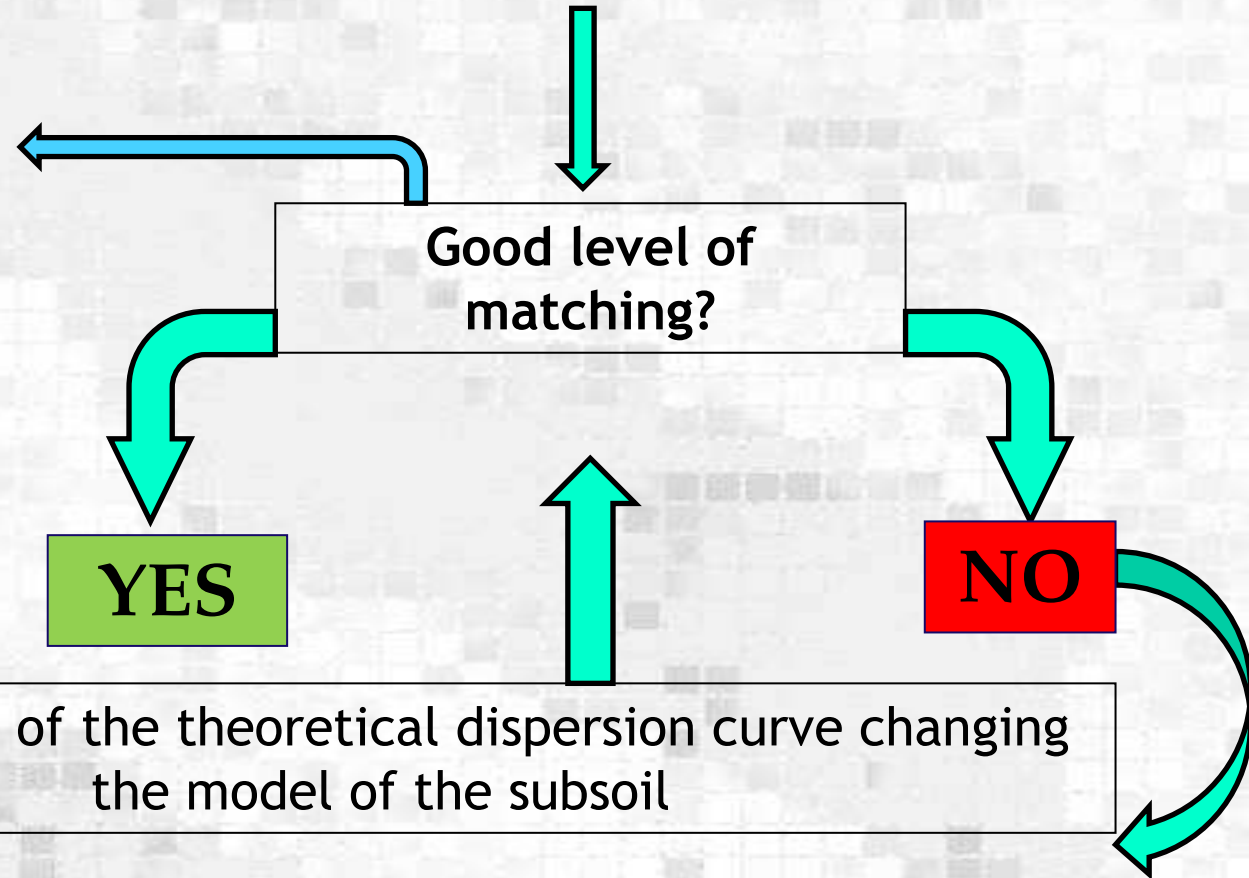 Good level of
matching?
YES
NO
of the theoretical dispersion curve changing
the model of the subsoil